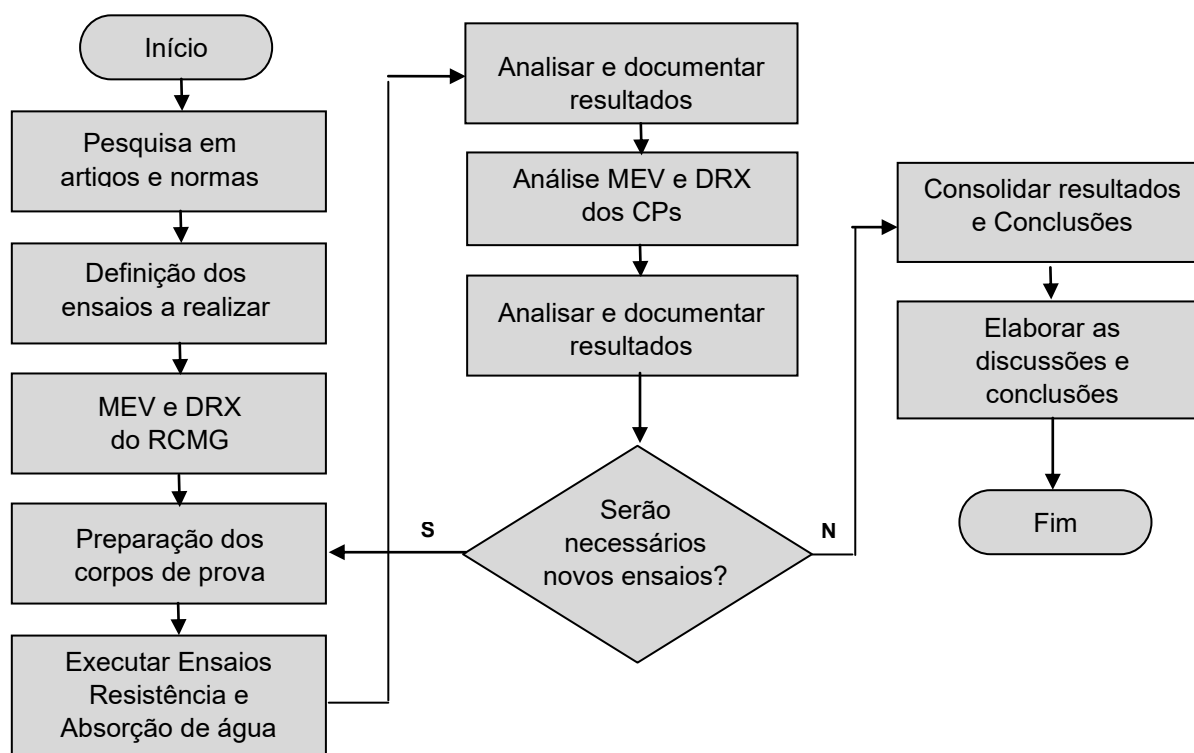 Início
Pesquisa em
artigos e normas
Definição dos
ensaios a realizar
MEV e DRX
do RCMG
Preparação dos
corpos de prova
Executar Ensaios
Resistência e
Absorção de água
Analisar e documentar
resultados
Análise MEV e DRX
dos CPs
Analisar e documentar
resultados
Serão
necessários
novos ensaios?
S
N
Consolidar resultados
e Conclusões
Elaborar as
discussões e
conclusões
Fim